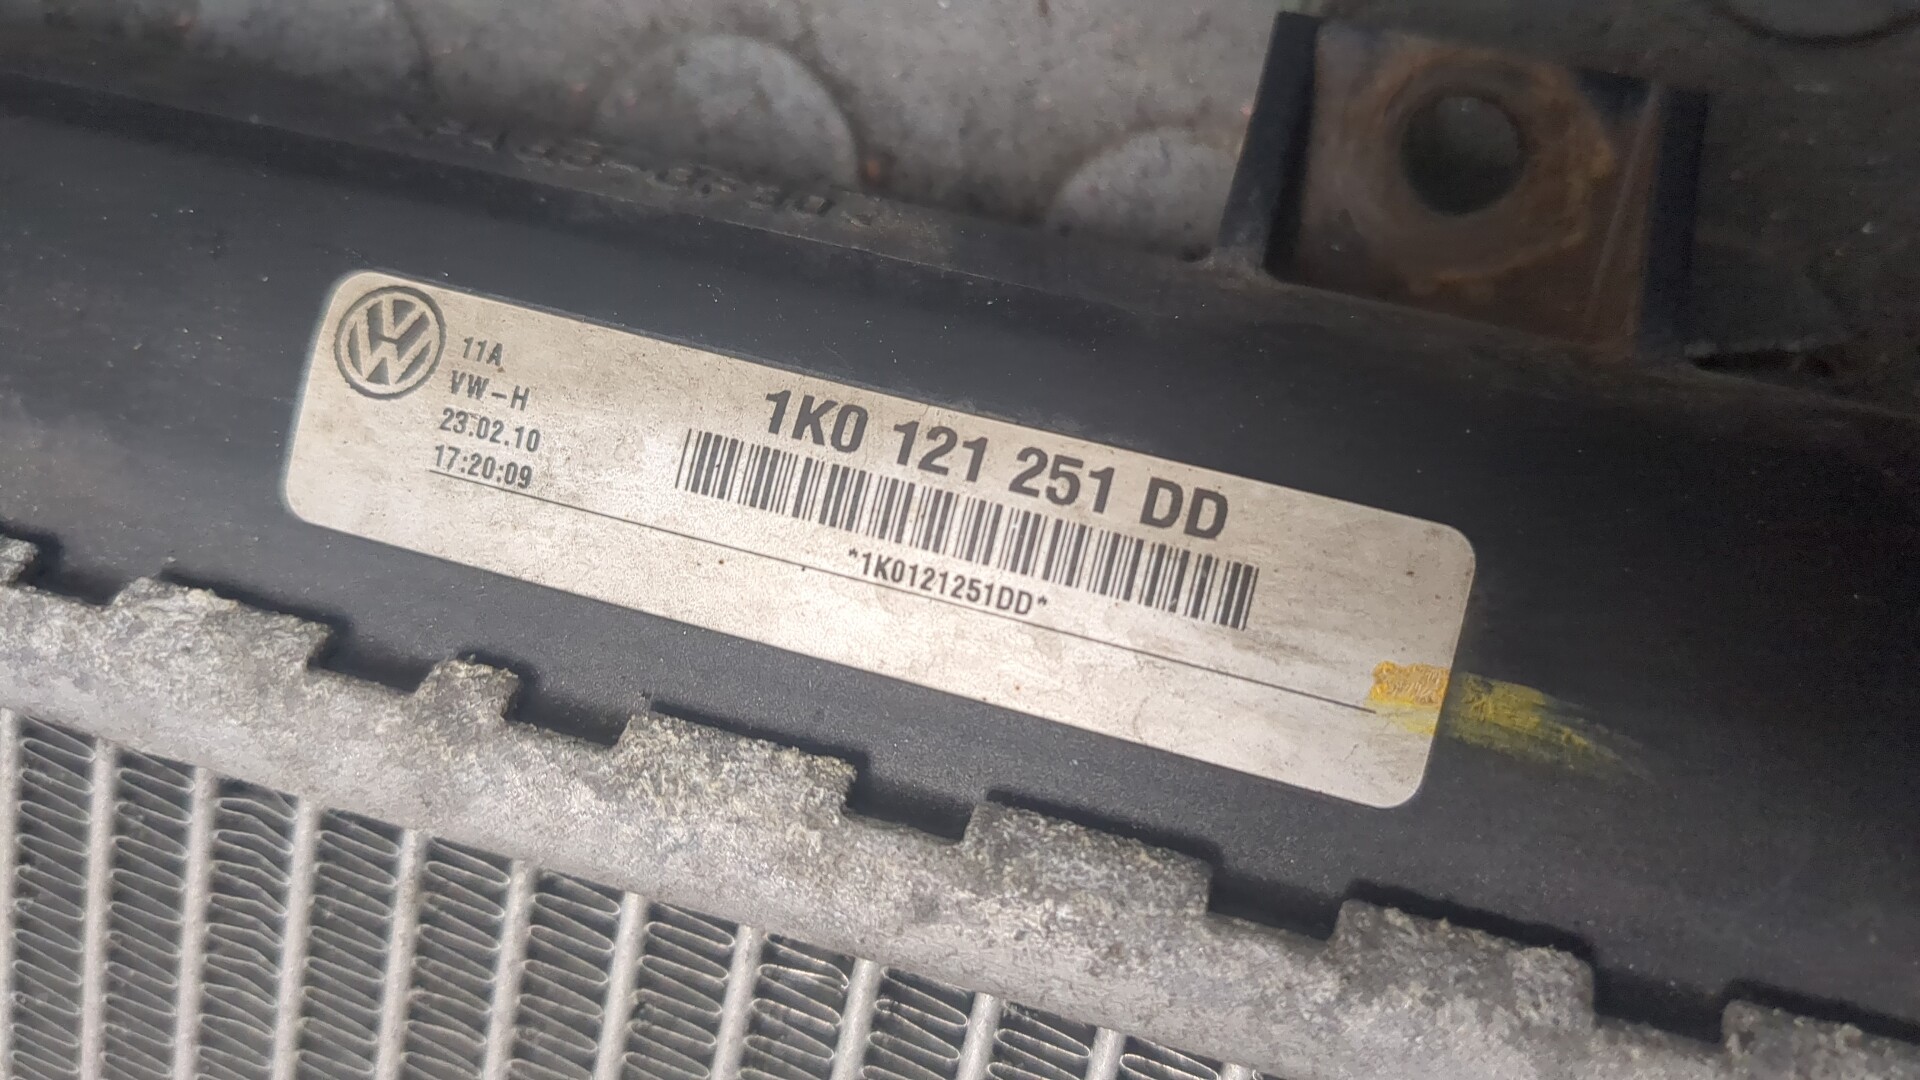 11A
VW-H
23.02.10
17:20:09
1K0 121 251 DD
*1K0121251DD*